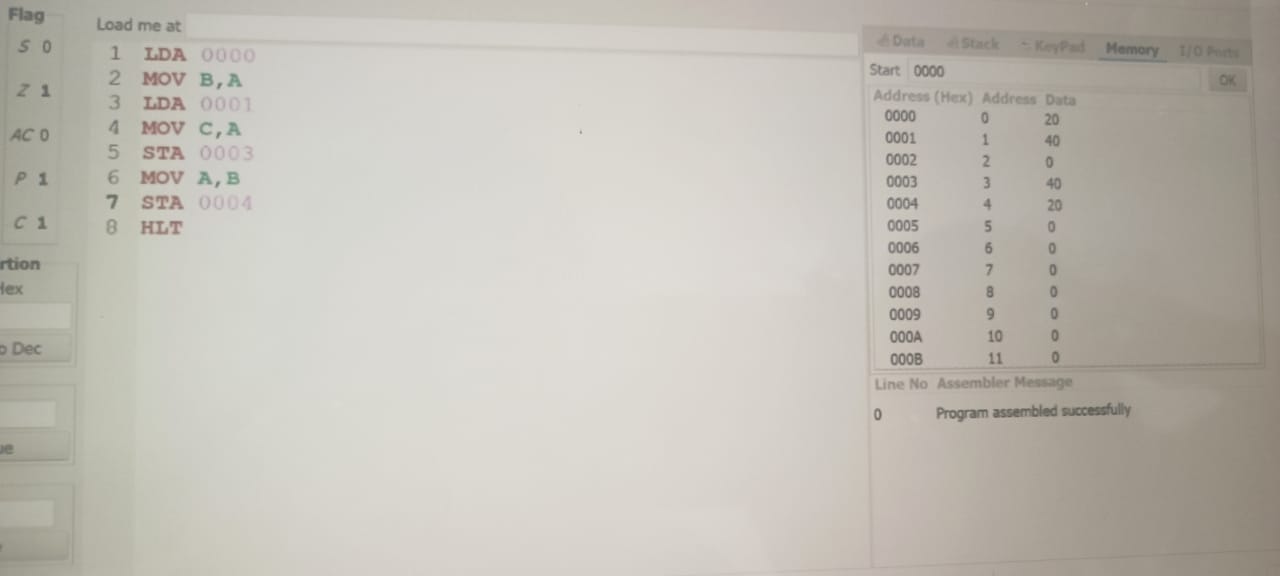 Flag
S 0
Z 1
AC 0
P 1
C 1
rtion
Hex
o Dec
ue
Load me at
1 LDA 0000
2 MOV B,A
3 LDA 0001
4 MOV C,A
5 STA 0003
6 MOV A,B
7 STA 0004
8 HLT
Data Stack KeyPad Memory I/O Ports
Start 0000 OK
Address (Hex) Address Data
0000 0 20
0001 1 40
0002 2 0
0003 3 40
0004 4 20
0005 5 0
0006 6 0
0007 7 0
0008 8 0
0009 9 0
000A 10 0
000B 11 0
Line No Assembler Message
0 Program assembled successfully